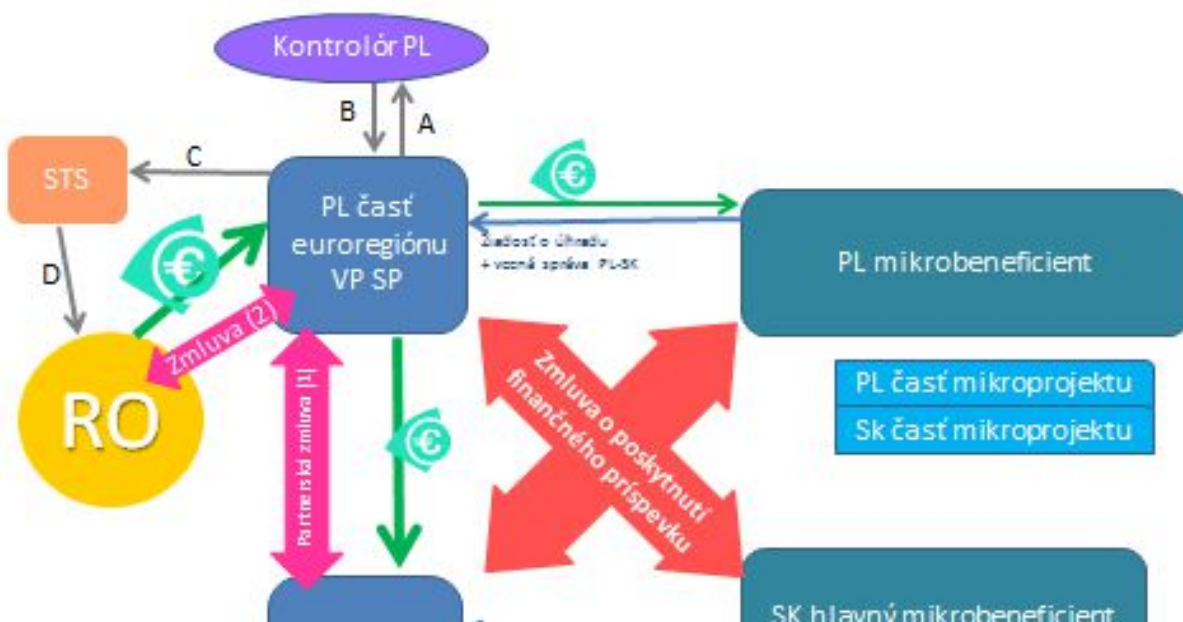 Kontrolór PL
B
A
STS
C
PL časť
euroregiónu
VP SP
€
Žiadosť o úhradu
+ vecná správa PL-SK
PL mikrobeneficient
D
€
Zmluva (2)
RO
Partnerská zmluva (1)
€
Zmluva o poskytnutí
finančného príspevku
PL časť mikroprojektu
Sk časť mikroprojektu
SK hlavný mikrobeneficient